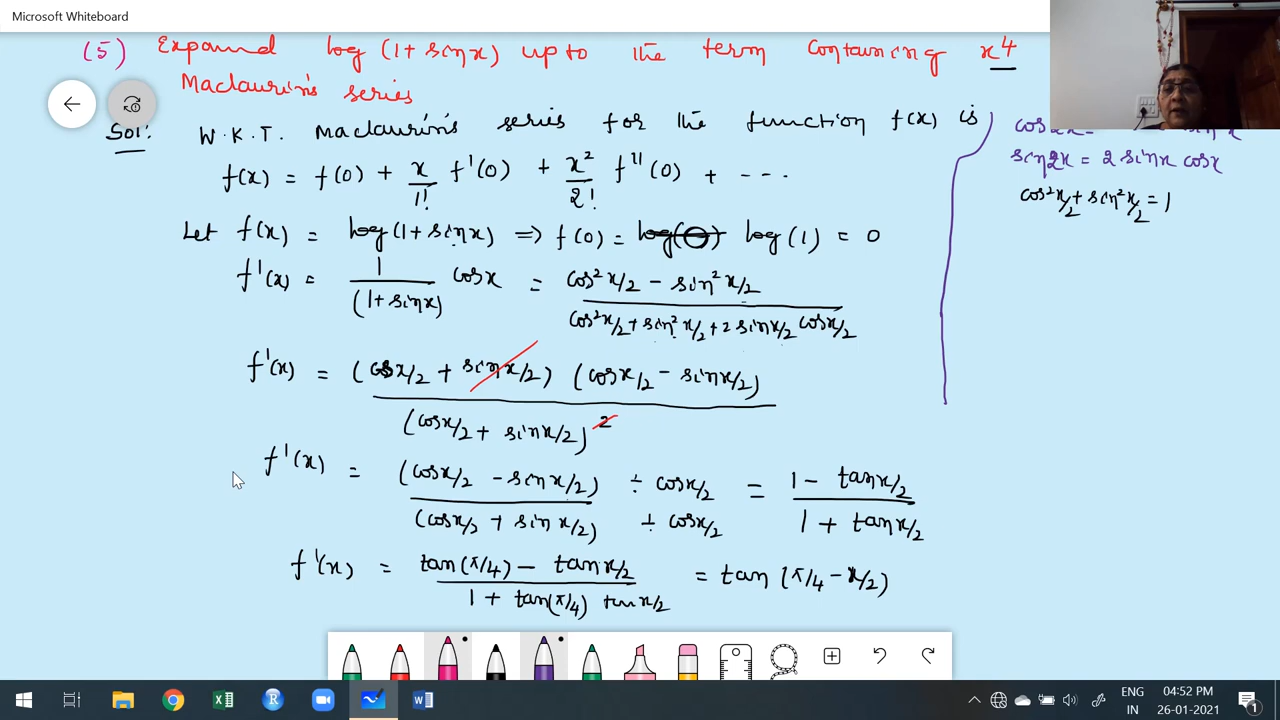 Microsoft Whiteboard
(5) Expand log (1 + sin x) up to the term containing x⁴
Maclaurin's series
Sol: W.K.T. Maclaurin's series for the function f(x) is
f(x) = f(0) + x/1! f'(0) + x²/2! f''(0) + - - -
Let f(x) = log(1 + sin x) ⇒ f(0) = log(0) log(1) = 0
f'(x) = 1/(1 + sin x) cos x = (cos² x/2 − sin² x/2)/(cos² x/2 + sin² x/2 + 2 sin x/2 cos x/2)
f'(x) = (cos x/2 + sin x/2) (cos x/2 − sin x/2)/(cos x/2 + sin x/2)²
f'(x) = (cos x/2 − sin x/2) ÷ cos x/2 / (cos x/2 + sin x/2) ÷ cos x/2 = (1 − tan x/2)/(1 + tan x/2)
f'(x) = (tan(π/4) − tan x/2)/(1 + tan(π/4) tan x/2) = tan (π/4 − x/2)
sin 2x = 2 sin x cos x
cos² x/2 + sin² x/2 = 1
ENG
IN
04:52 PM
26-01-2021
1